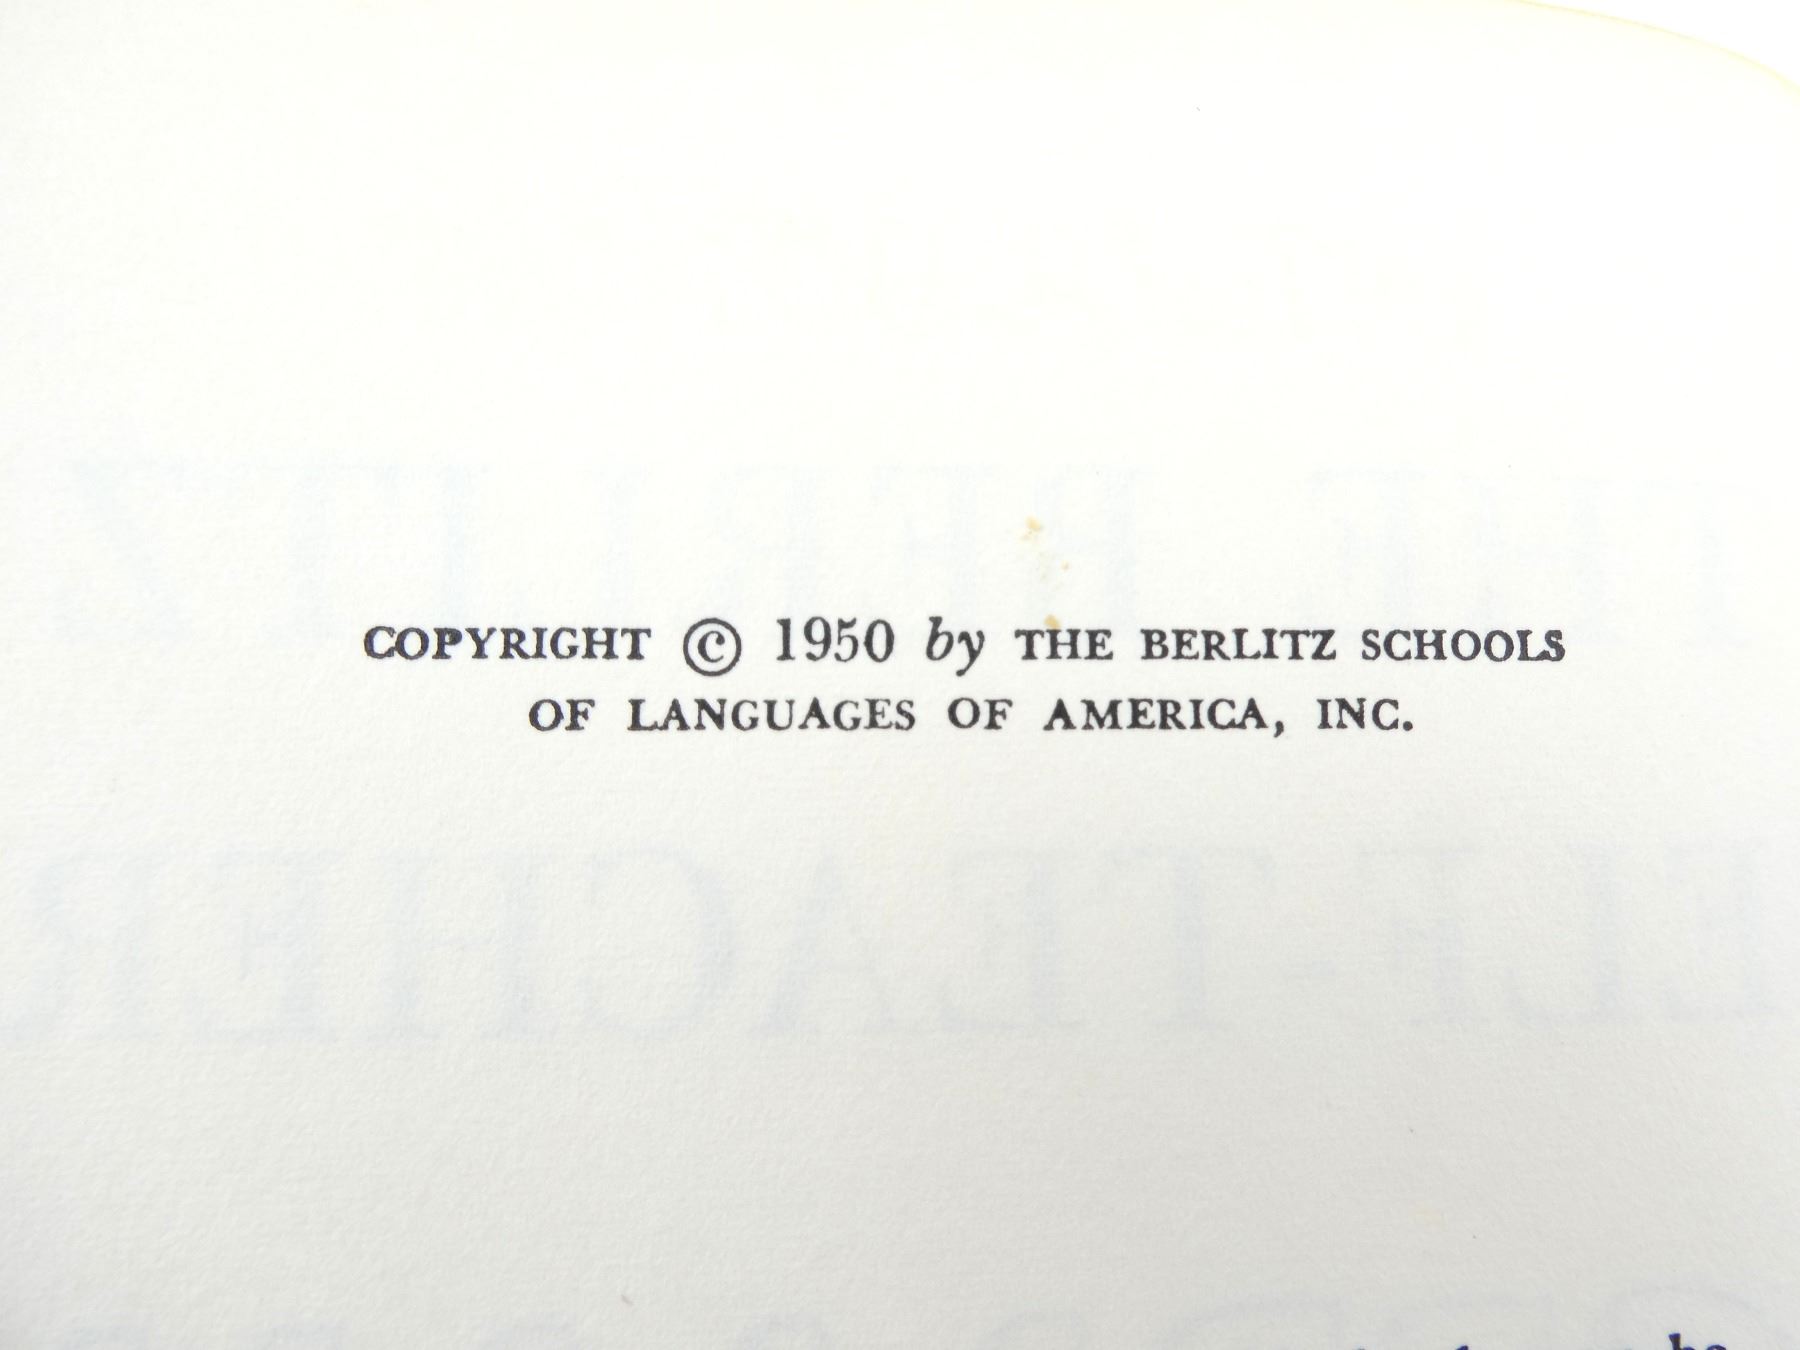 COPYRIGHT © 1950 by THE BERLITZ SCHOOLS
OF LANGUAGES OF AMERICA, INC.